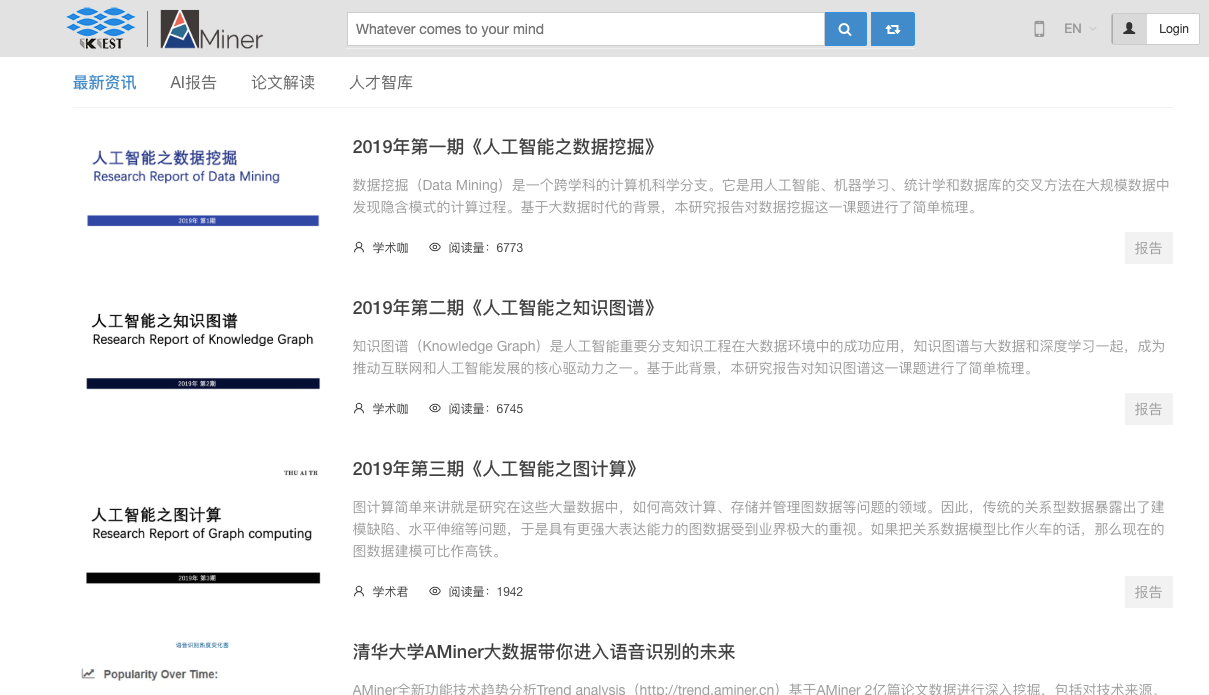 KEST
AMiner
Whatever comes to your mind
EN
Login
最新资讯
AI报告
论文解读
人才智库
人工智能之数据挖掘
Research Report of Data Mining
2019年 第1期
2019年第一期《人工智能之数据挖掘》
数据挖掘（Data Mining）是一个跨学科的计算机科学分支。它是用人工智能、机器学习、统计学和数据库的交叉方法在大规模数据中
发现隐含模式的计算过程。基于大数据时代的背景，本研究报告对数据挖掘这一课题进行了简单梳理。
学术咖 阅读量：6773
报告
人工智能之知识图谱
Research Report of Knowledge Graph
2019年 第2期
2019年第二期《人工智能之知识图谱》
知识图谱（Knowledge Graph）是人工智能重要分支知识工程在大数据环境中的成功应用，知识图谱与大数据和深度学习一起，成为
推动互联网和人工智能发展的核心驱动力之一。基于此背景，本研究报告对知识图谱这一课题进行了简单梳理。
学术咖 阅读量：6745
报告
THU AI TR
人工智能之图计算
Research Report of Graph computing
2019年 第3期
2019年第三期《人工智能之图计算》
图计算简单来讲就是研究在这些大量数据中，如何高效计算、存储并管理图数据等问题的领域。因此，传统的关系型数据暴露出了建
模缺陷、水平伸缩等问题，于是具有更强大表达能力的图数据受到业界极大的重视。如果把关系数据模型比作火车的话，那么现在的
图数据建模可比作高铁。
学术君 阅读量：1942
报告
语音识别热度变化图
Popularity Over Time:
清华大学AMiner大数据带你进入语音识别的未来
AMiner全新功能技术趋势分析Trend analysis（http://trend.aminer.cn）基于AMiner 2亿篇论文数据进行深入挖掘，包括对技术来源、